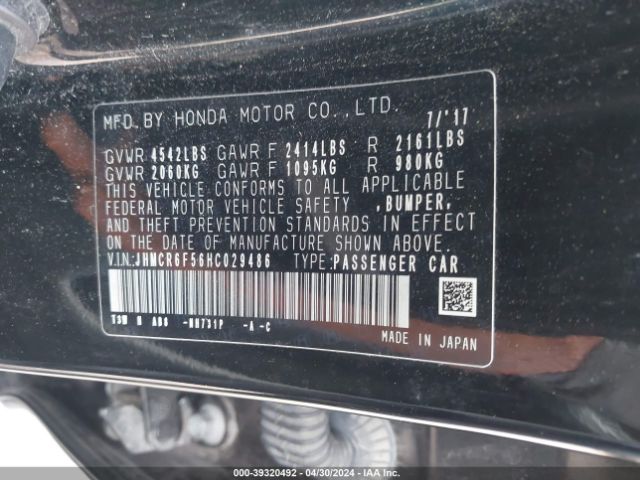 MFD. BY HONDA MOTOR CO., LTD. 7/'17
GVWR 4542LBS GAWR F 2414LBS R 2161LBS
GVWR 2060KG GAWR F 1095KG R 980KG
THIS VEHICLE CONFORMS TO ALL APPLICABLE
FEDERAL MOTOR VEHICLE SAFETY ,BUMPER,
AND THEFT PREVENTION STANDARDS IN EFFECT
ON DATE OF MANUFACTURE SHOWN ABOVE.
V.I.N.:JHMCR6F56HC029486 TYPE:PASSENGER CAR
-NH731P -A -C
MADE IN JAPAN
000-39320492 - 04/30/2024 - IAA Inc.